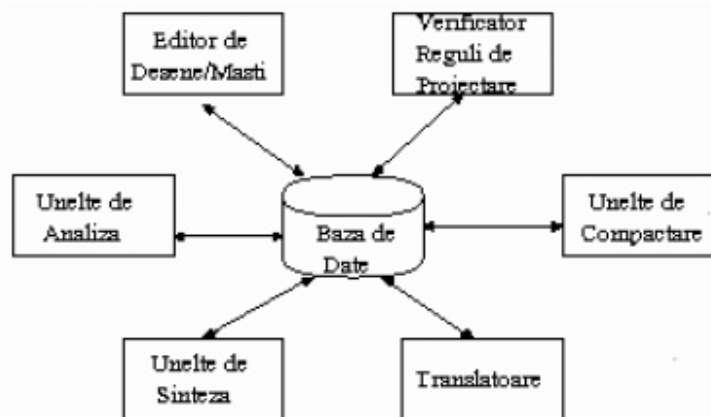 Editor de
Desene/Masti
Verificator
Reguli de
Proiectare
Unelte de
Analiza
Baza de
Date
Unelte de
Compactare
Unelte de
Sinteza
Translatoare